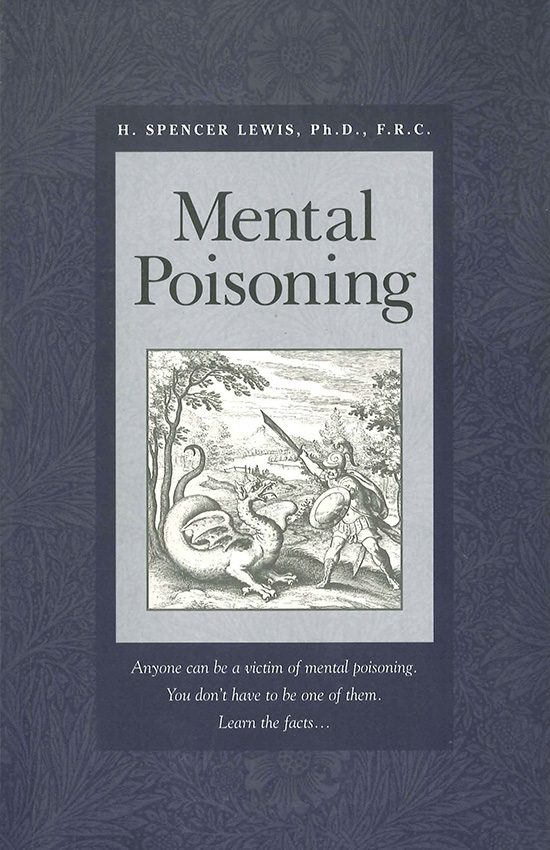 H. SPENCER LEWIS, Ph.D., F.R.C.
Mental
Poisoning
Anyone can be a victim of mental poisoning.
You don't have to be one of them.
Learn the facts...